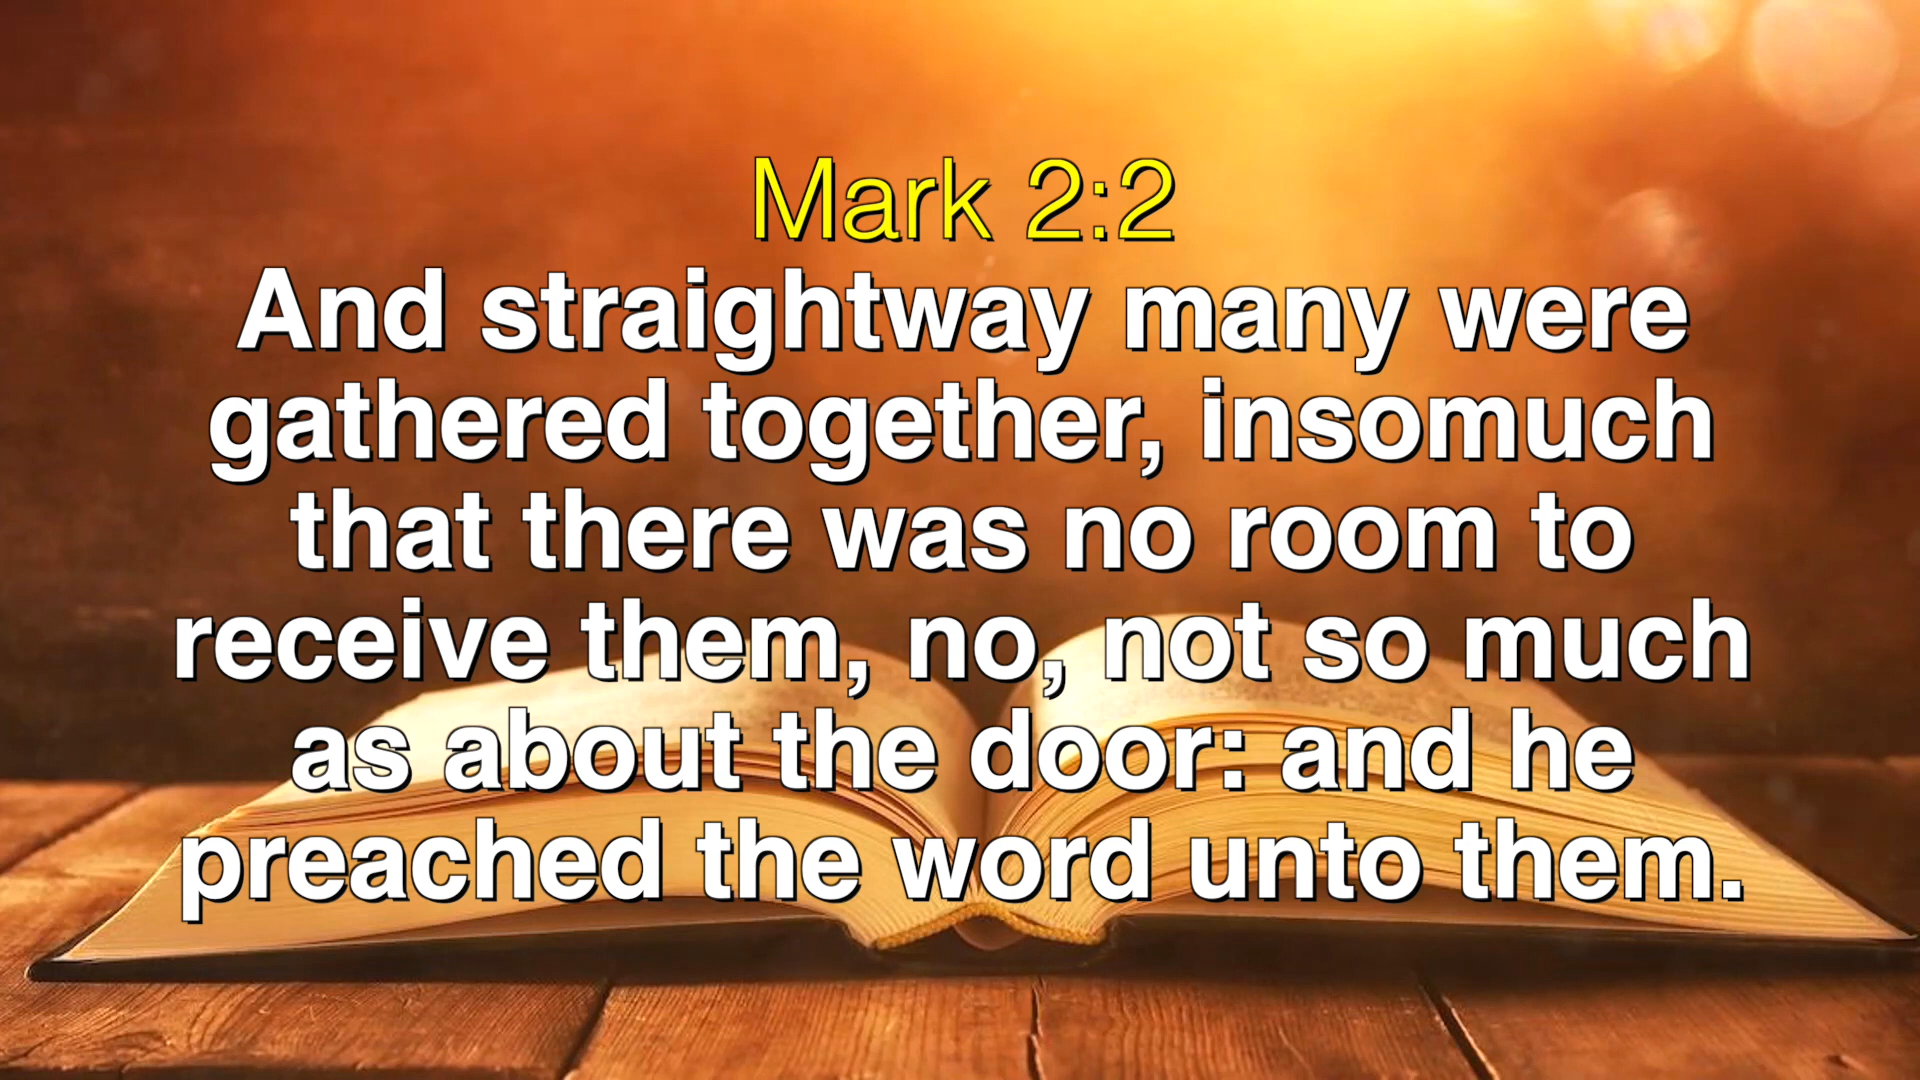 Mark 2:2
And straightway many were
gathered together, insomuch
that there was no room to
receive them, no, not so much
as about the door: and he
preached the word unto them.